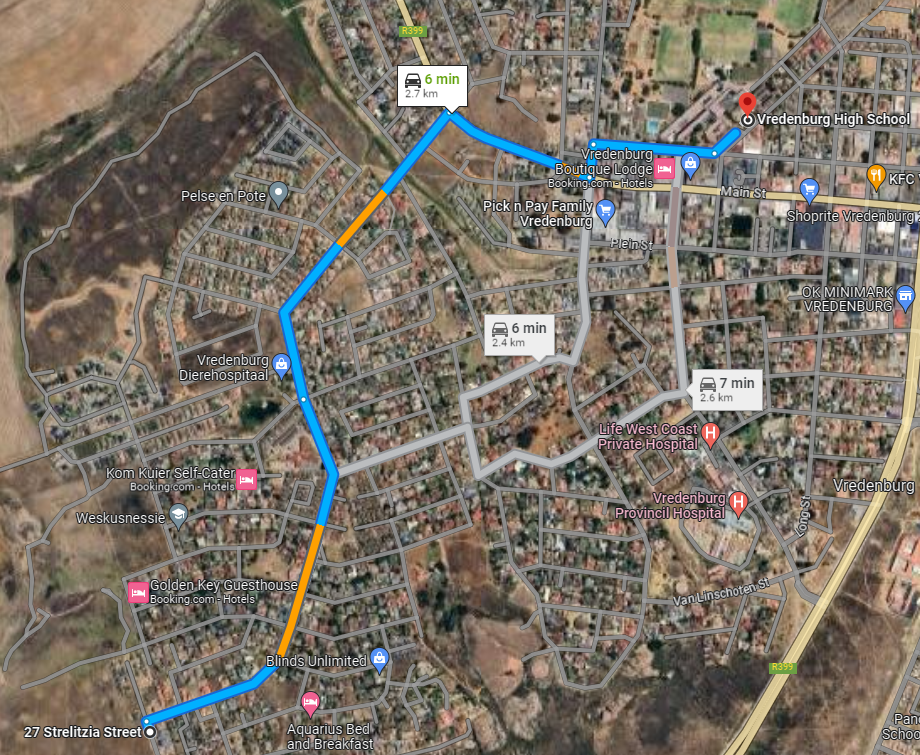 R399
6 min
2.7 km
Vredenburg High School
Vredenburg
Boutique Lodge
Booking.com - Hotels
KFC V
Main St
Pelse en Pote
Pick n Pay Family
Vredenburg
Shoprite Vredenburg
Plein St
OK MINIMARK
VREDENBURG
6 min
2.4 km
Vredenburg
Dierehospitaal
7 min
2.6 km
Life West Coast
Private Hospital
Kom Kuier Self-Cater
Booking.com - Hotels
Vredenburg
Vredenburg
Provincil Hospital
Weskusnessie
Long St
Golden Key Guesthouse
Booking.com - Hotels
Van Linschoten St
Blinds Unlimited
R399
27 Strelitzia Street
Aquarius Bed
and Breakfast
Pano
Schoo